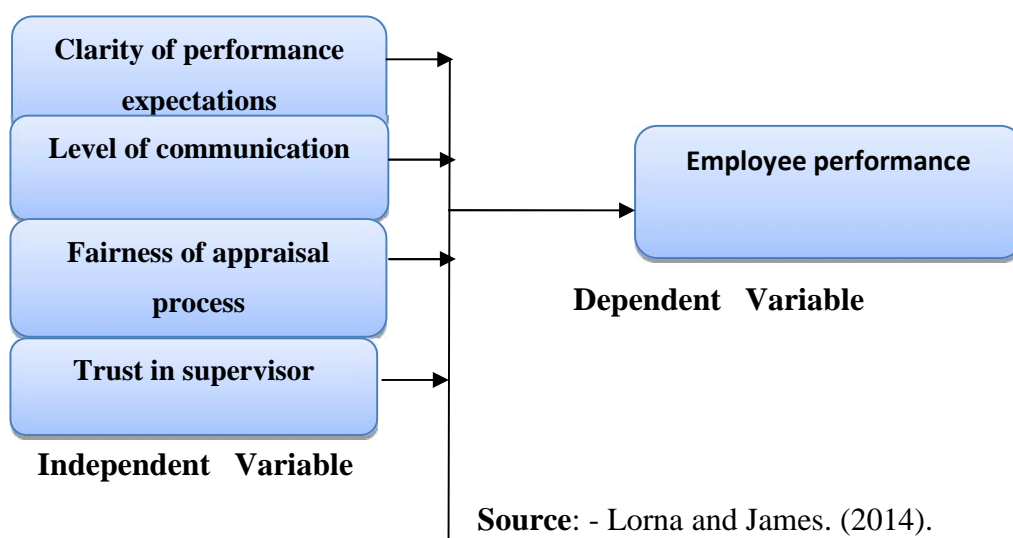 Clarity of performance
expectations
Level of communication
Fairness of appraisal
process
Trust in supervisor
Independent Variable
Employee performance
Dependent Variable
Source: - Lorna and James. (2014).